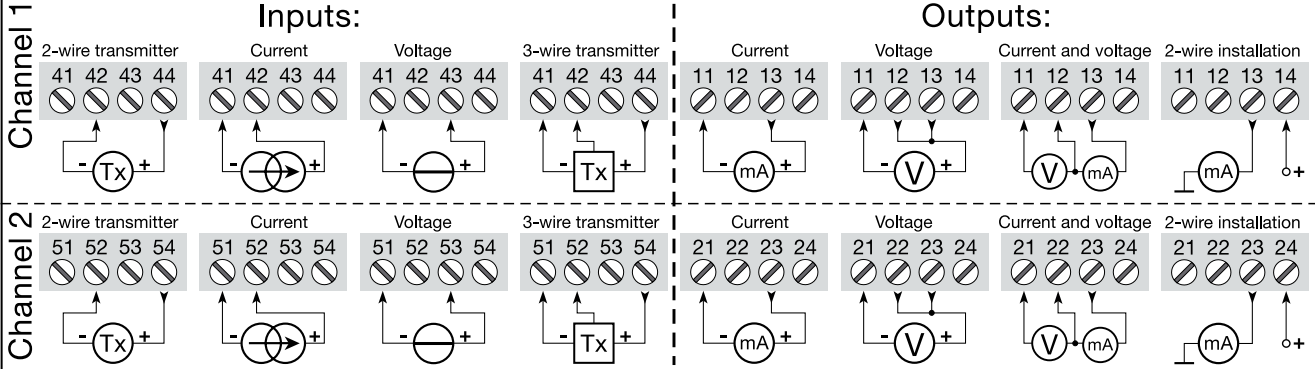 Inputs: Outputs:
Channel 1
2-wire transmitter Current Voltage 3-wire transmitter Current Voltage Current and voltage 2-wire installation
41 42 43 44 41 42 43 44 41 42 43 44 41 42 43 44 11 12 13 14 11 12 13 14 11 12 13 14 11 12 13 14
- Tx + - + - + - Tx + - mA + - V + V mA mA +
Channel 2
2-wire transmitter Current Voltage 3-wire transmitter Current Voltage Current and voltage 2-wire installation
51 52 53 54 51 52 53 54 51 52 53 54 51 52 53 54 21 22 23 24 21 22 23 24 21 22 23 24 21 22 23 24
- Tx + - + - + - Tx + - mA + - V + V mA mA +